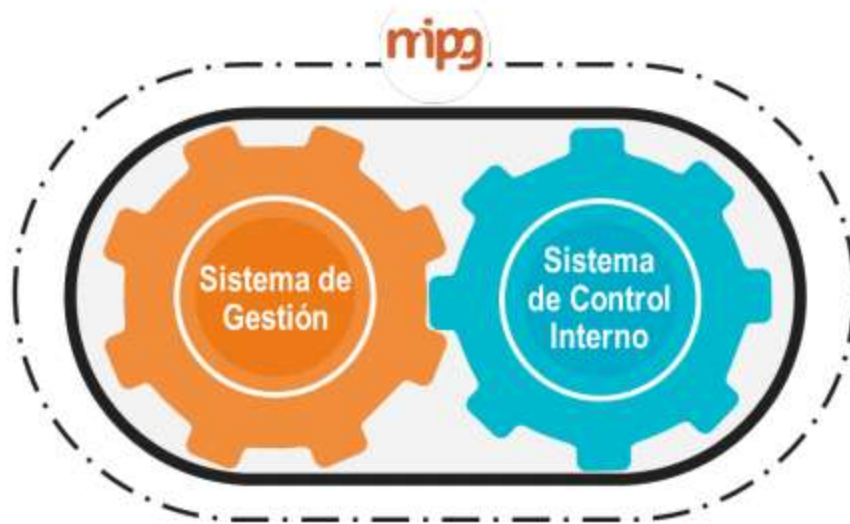 mipg
Sistema de
Gestión
Sistema
de Control
Interno